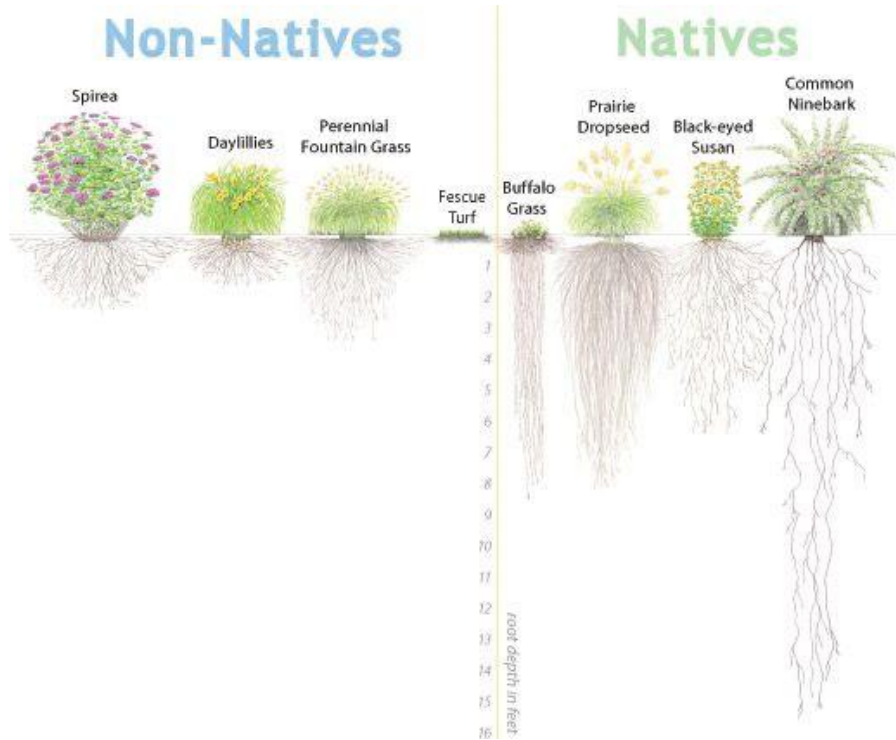 Non-Natives
Natives
Spirea
Daylillies
Perennial
Fountain Grass
Fescue
Turf
Buffalo
Grass
Prairie
Dropseed
Black-eyed
Susan
Common
Ninebark
1
2
3
4
5
6
7
8
9
10
11
12
13
14
15
16
root depth in feet